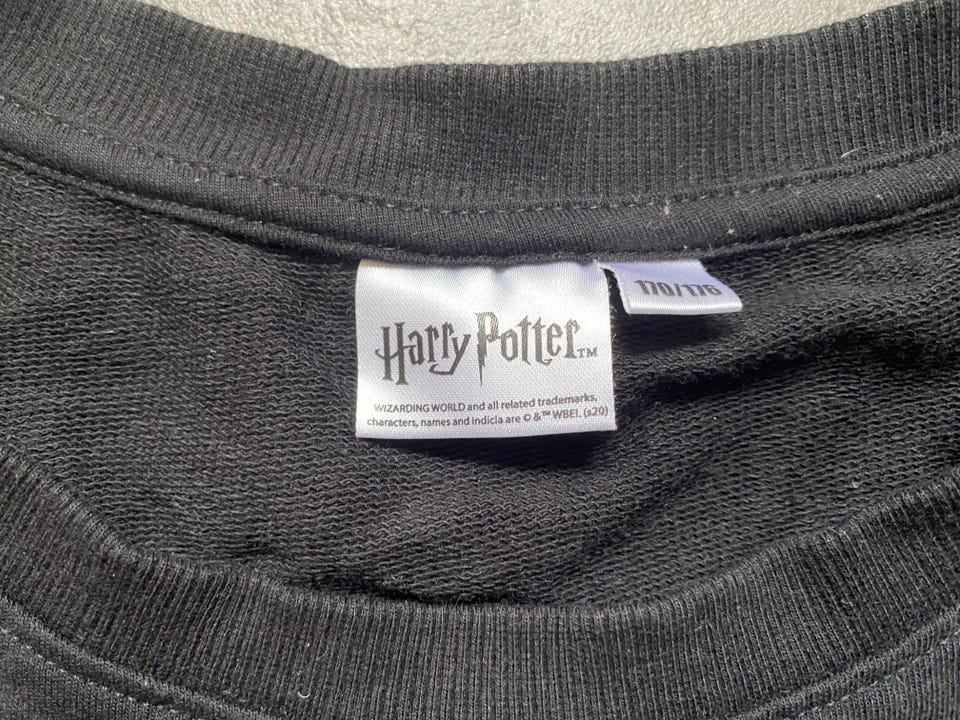 Harry Potter™
WIZARDING WORLD and all related trademarks,
characters, names and indicia are © & ™ WBEI. (s20)
170/176